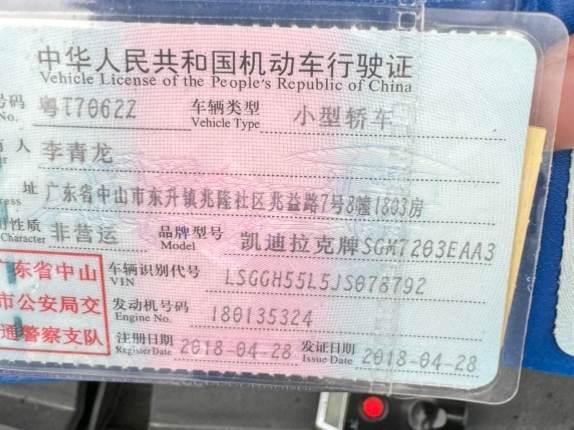 中华人民共和国机动车行驶证
Vehicle License of the People's Republic of China
号码 粤T7062Z 车辆类型 小型轿车
No. Vehicle Type
人 李青龙
址 广东省中山市东升镇兆隆社区兆益路7号8幢1803房
性质 非营运 品牌型号 凯迪拉克牌SGM7203EAA3
Character Model
广东省中山 车辆识别代号 LSGGH55L5JS078792
VIN
市公安局交 发动机号码 180135324
Engine No.
通警察支队 注册日期 2018-04-28 发证日期 2018-04-28
Register Date Issue Date